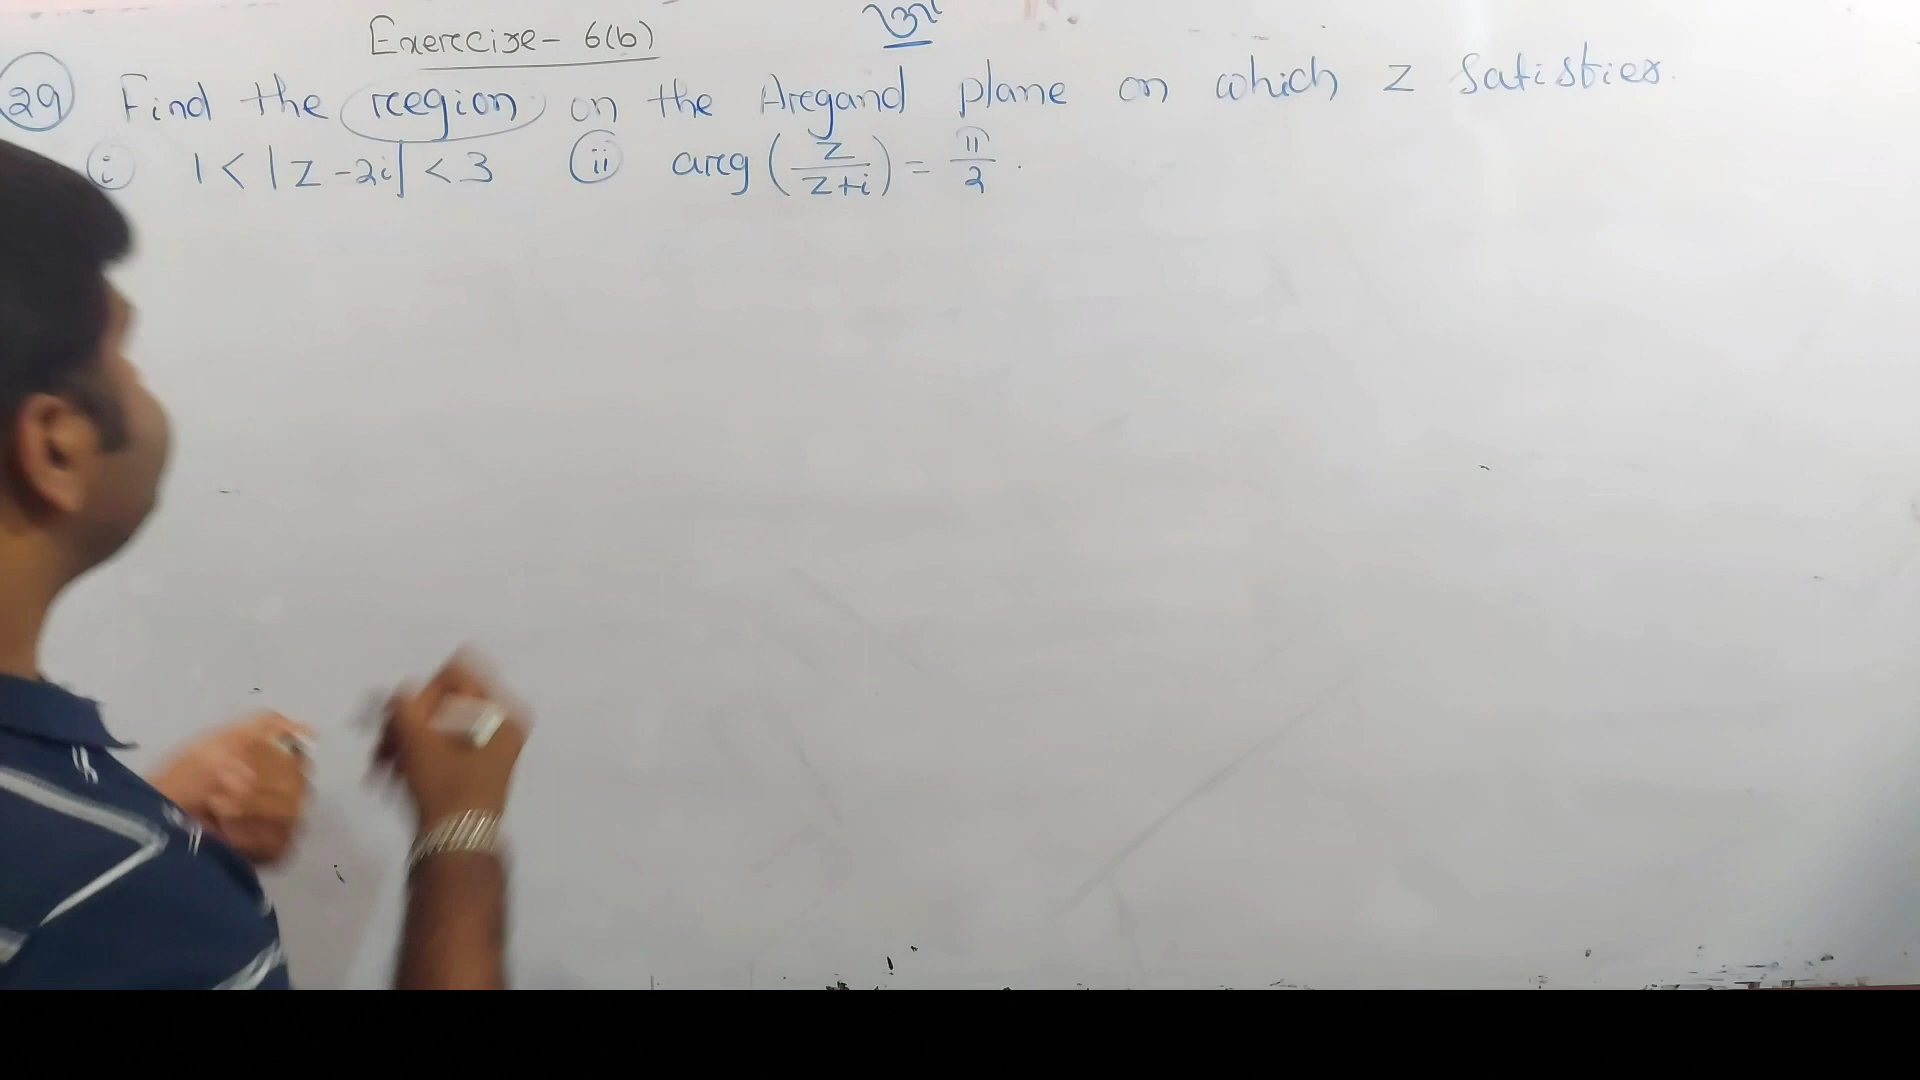 Exercise- 6(b)
29 Find the region on the Argand plane on which z satisfies.
i 1 < |z-2i| < 3 ii arg (z/z+i) = π/2.